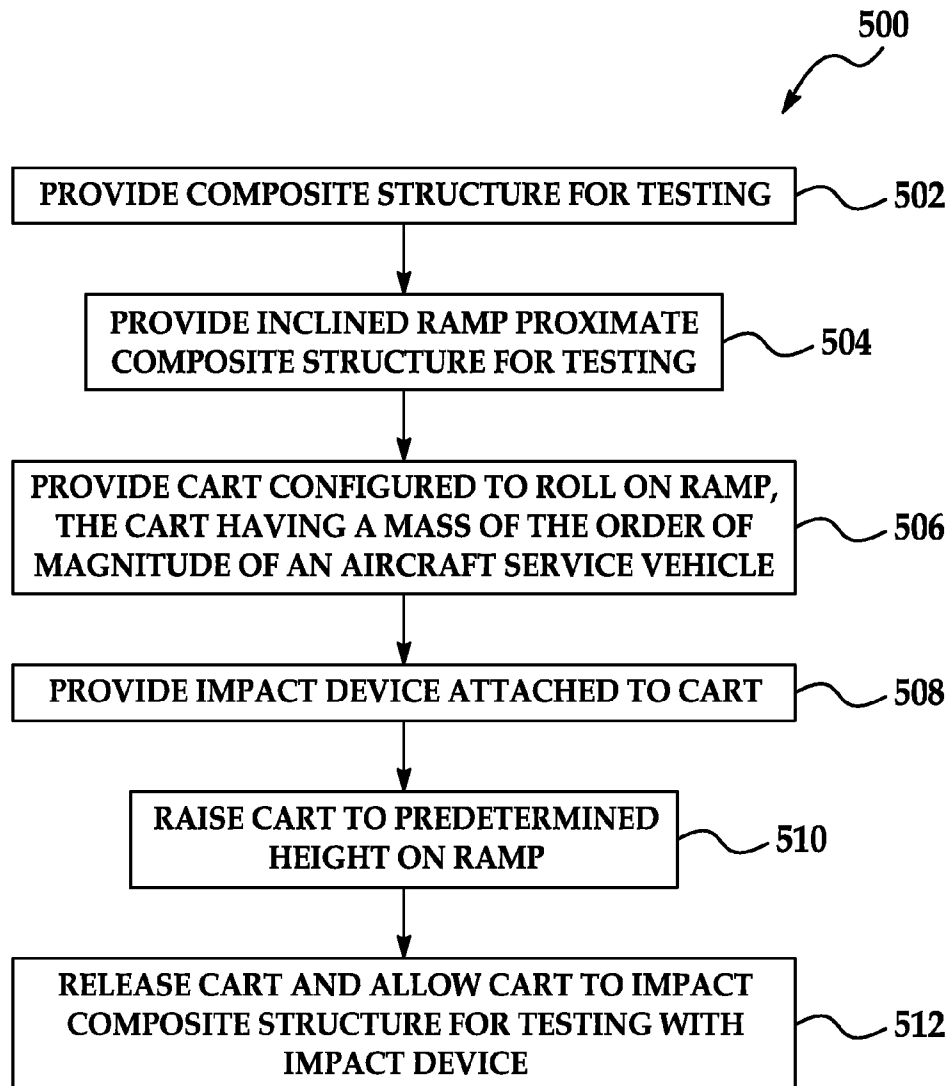 500
PROVIDE COMPOSITE STRUCTURE FOR TESTING
502
PROVIDE INCLINED RAMP PROXIMATE
COMPOSITE STRUCTURE FOR TESTING
504
PROVIDE CART CONFIGURED TO ROLL ON RAMP,
THE CART HAVING A MASS OF THE ORDER OF
MAGNITUDE OF AN AIRCRAFT SERVICE VEHICLE
506
PROVIDE IMPACT DEVICE ATTACHED TO CART
508
RAISE CART TO PREDETERMINED
HEIGHT ON RAMP
510
RELEASE CART AND ALLOW CART TO IMPACT
COMPOSITE STRUCTURE FOR TESTING WITH
IMPACT DEVICE
512